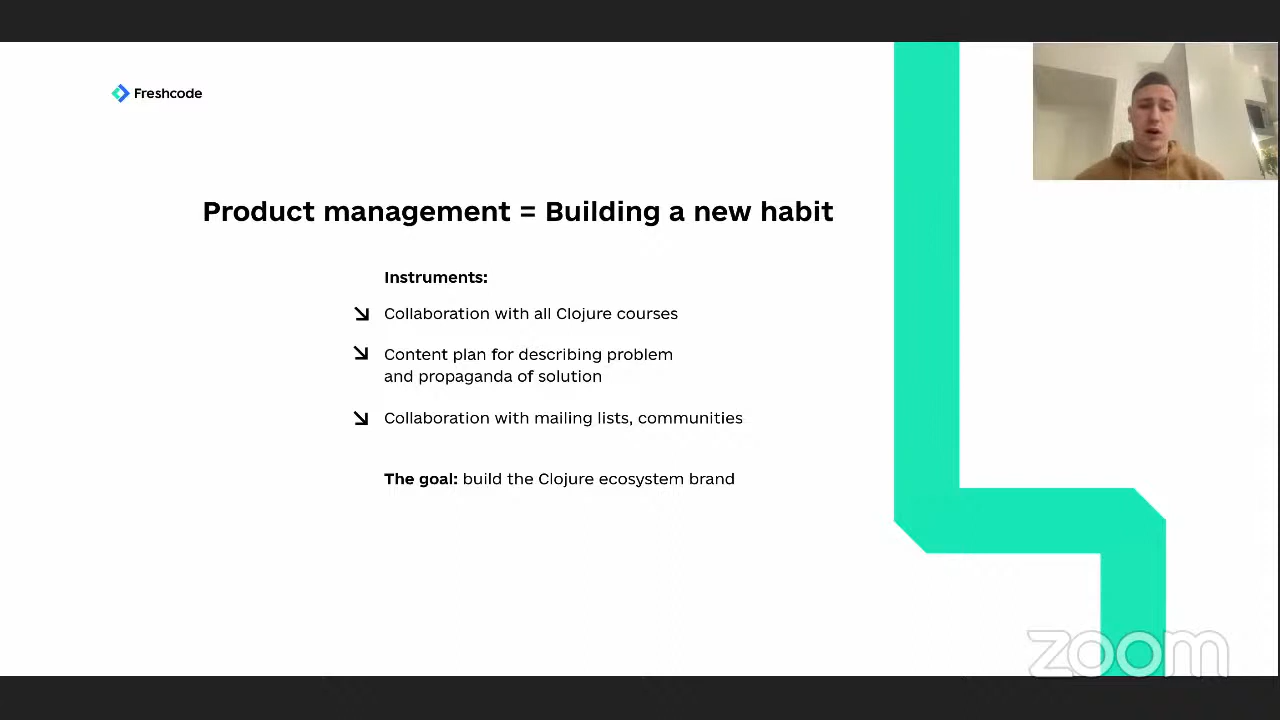 Freshcode
Product management = Building a new habit
Instruments:
Collaboration with all Clojure courses
Content plan for describing problem
and propaganda of solution
Collaboration with mailing lists, communities
The goal: build the Clojure ecosystem brand
zoom